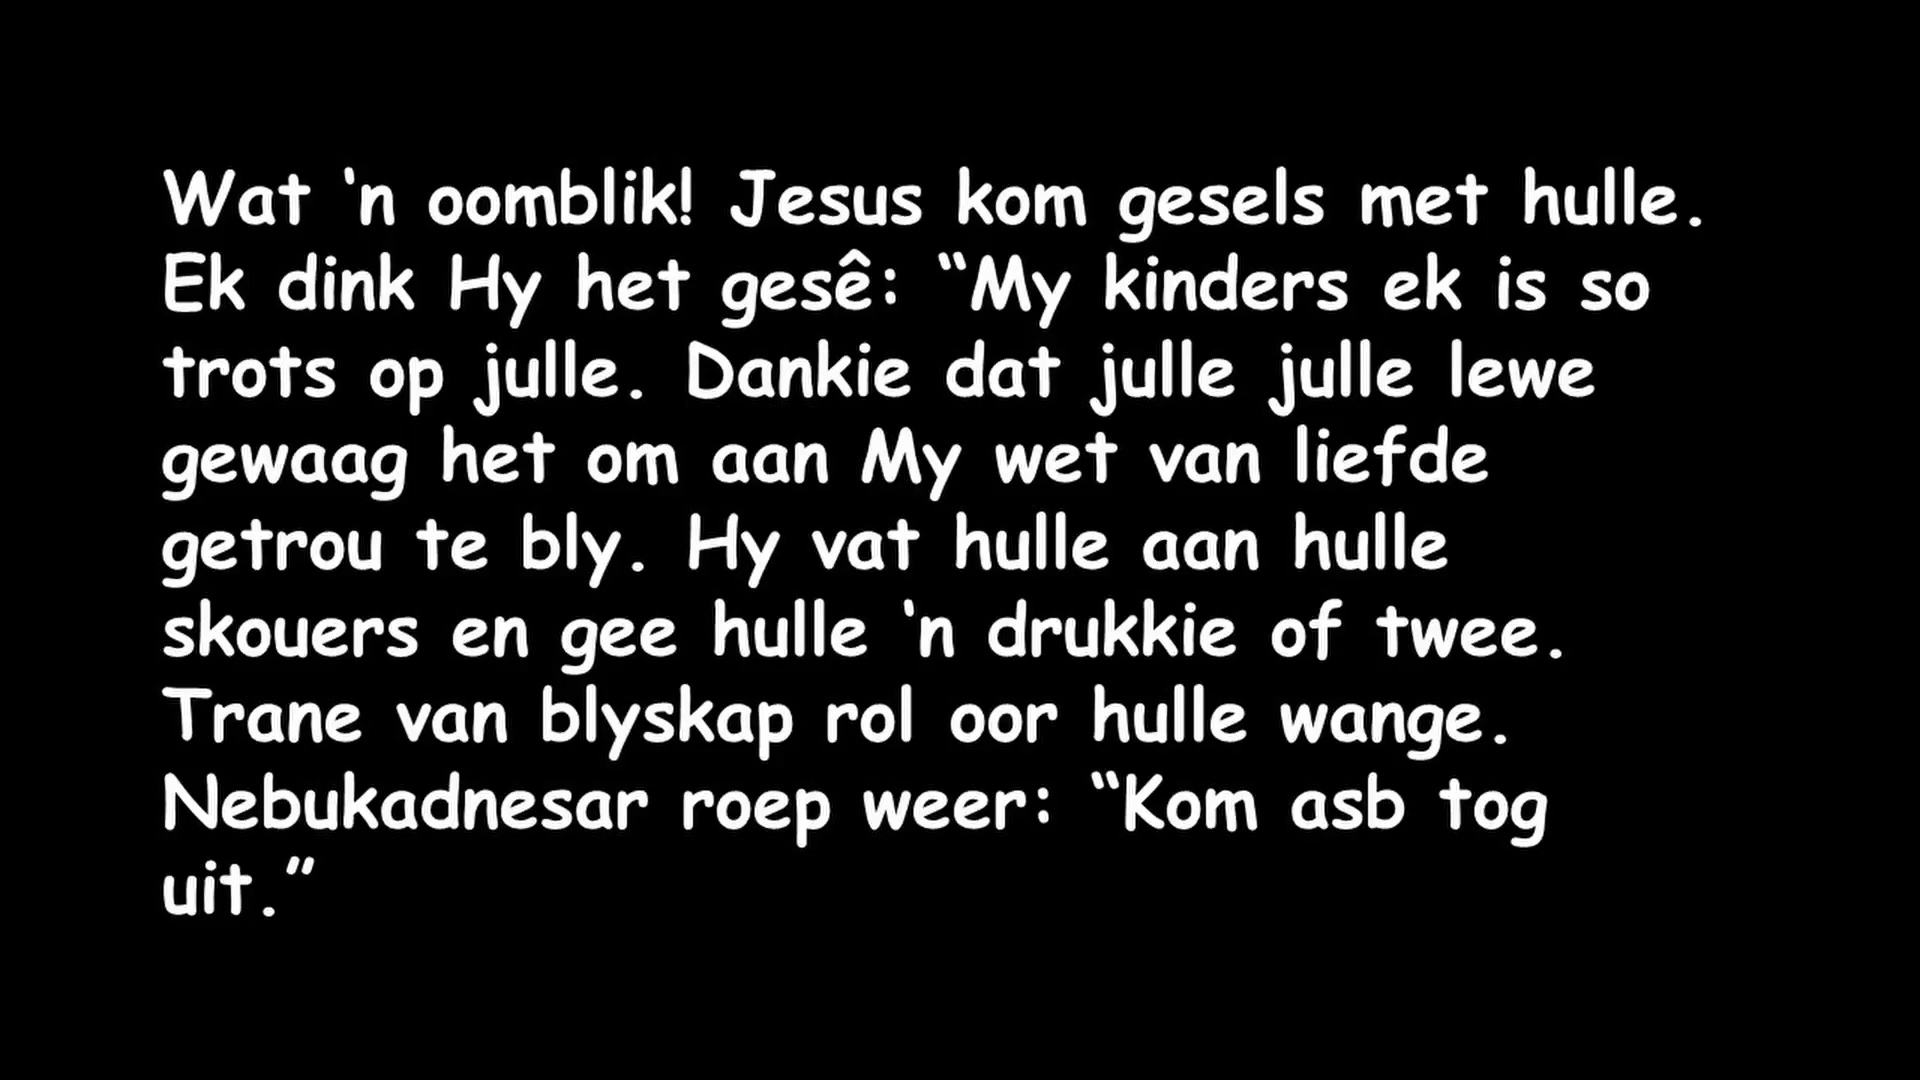 Wat ‘n oomblik! Jesus kom gesels met hulle.
Ek dink Hy het gesê: “My kinders ek is so
trots op julle. Dankie dat julle julle lewe
gewaag het om aan My wet van liefde
getrou te bly. Hy vat hulle aan hulle
skouers en gee hulle ‘n drukkie of twee.
Trane van blyskap rol oor hulle wange.
Nebukadnesar roep weer: “Kom asb tog
uit.”